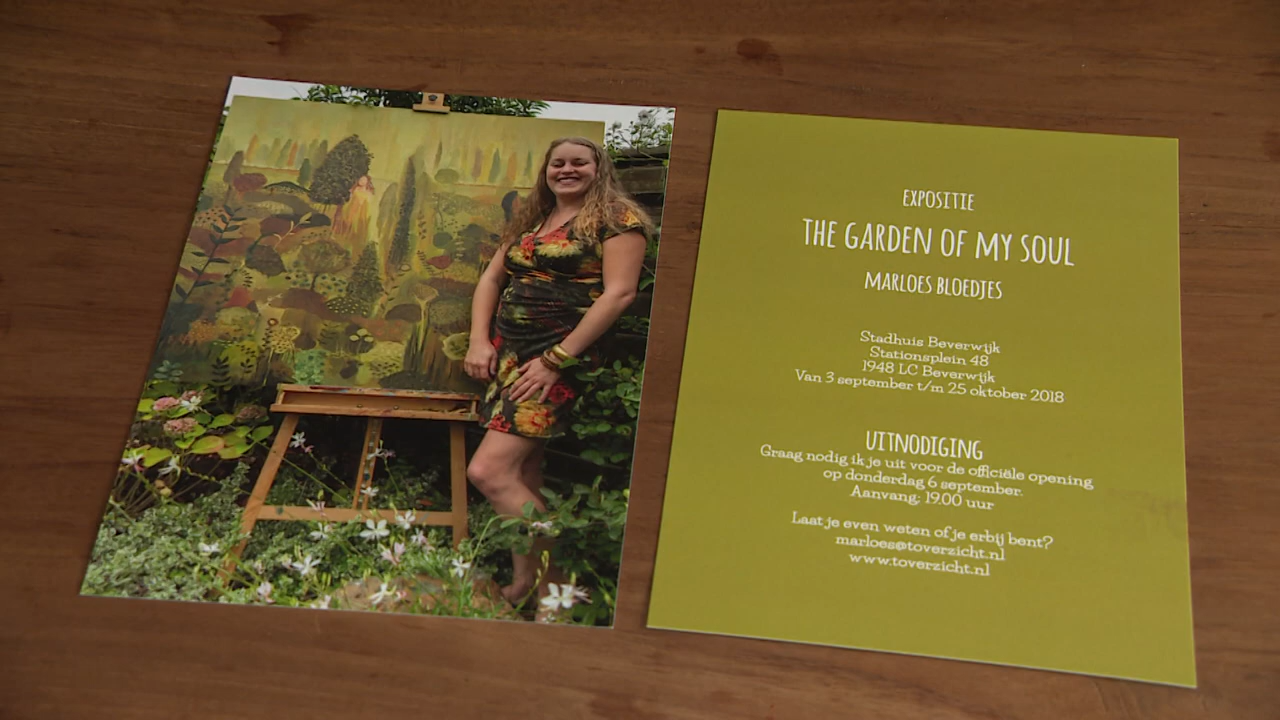 EXPOSITIE
THE GARDEN OF MY SOUL
MARLOES BLOEDJES
Stadhuis Beverwijk
Stationsplein 48
1948 LC Beverwijk
Van 3 september t/m 25 oktober 2018
UITNODIGING
Graag nodig ik je uit voor de officiële opening
op donderdag 6 september.
Aanvang: 19.00 uur
Laat je even weten of je erbij bent?
marloes@toverzicht.nl
www.toverzicht.nl